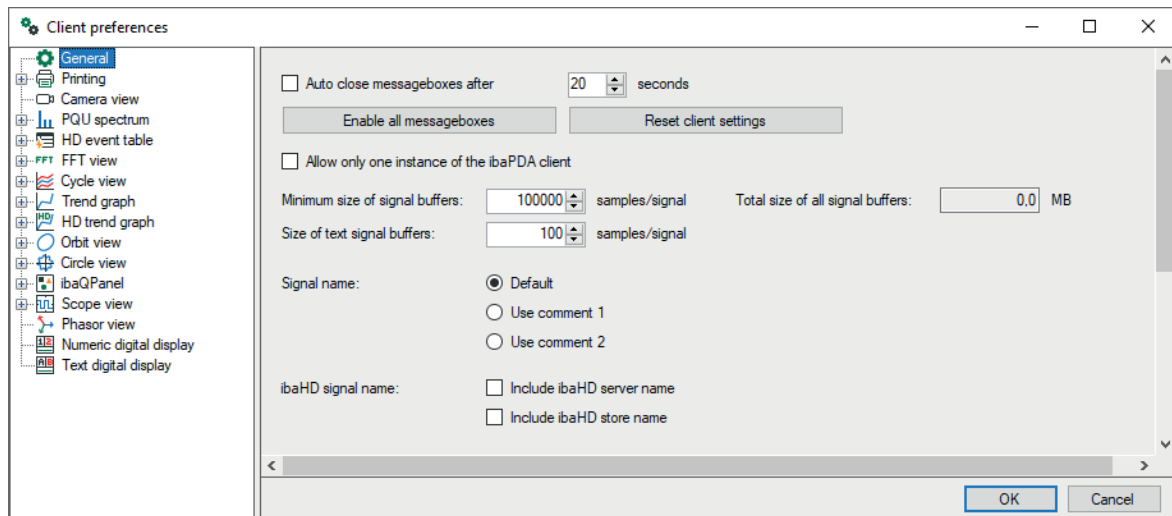 Client preferences
General
Printing
Camera view
PQU spectrum
HD event table
FFT FFT view
Cycle view
Trend graph
HD HD trend graph
Orbit view
Circle view
ibaQPanel
Scope view
Phasor view
12 Numeric digital display
AB Text digital display
Auto close messageboxes after 20 seconds
Enable all messageboxes Reset client settings
Allow only one instance of the ibaPDA client
Minimum size of signal buffers: 100000 samples/signal Total size of all signal buffers: 0,0 MB
Size of text signal buffers: 100 samples/signal
Signal name: Default
Use comment 1
Use comment 2
ibaHD signal name: Include ibaHD server name
Include ibaHD store name
OK Cancel